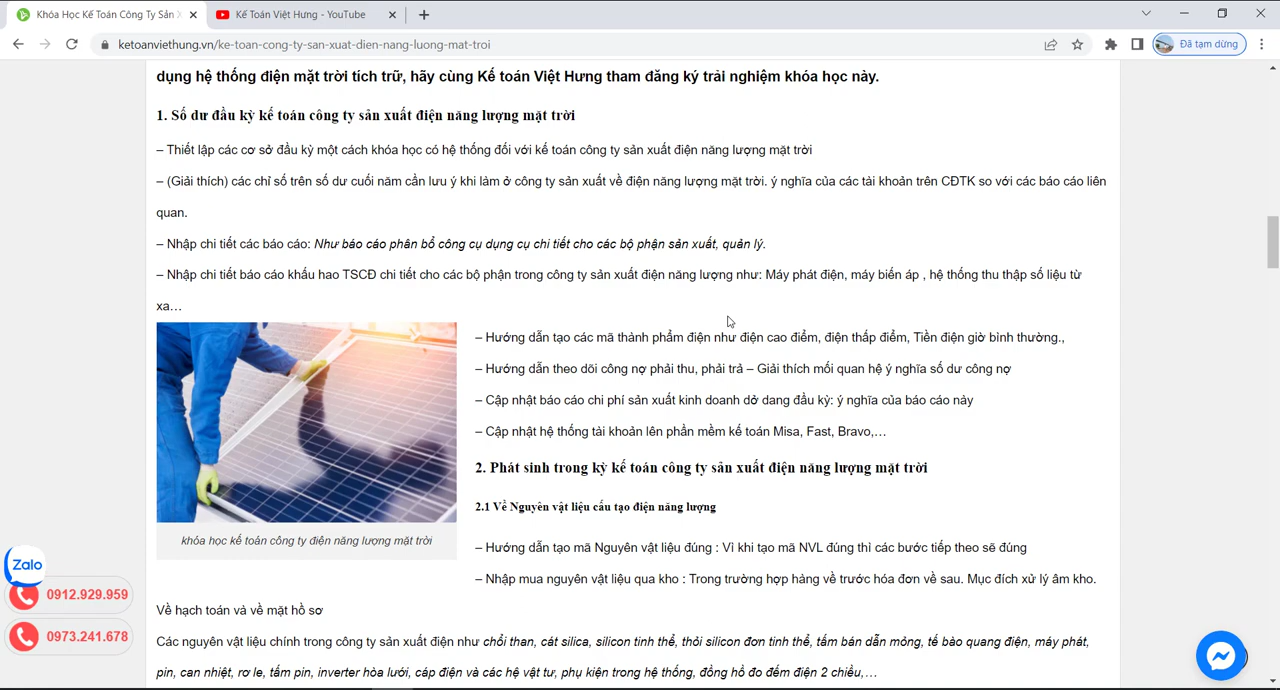 Khóa Học Kế Toán Công Ty Sản X
Kế Toán Việt Hưng - YouTube
ketoanviethung.vn/ke-toan-cong-ty-san-xuat-dien-nang-luong-mat-troi
Đã tạm dừng
dụng hệ thống điện mặt trời tích trữ, hãy cùng Kế toán Việt Hưng tham đăng ký trải nghiệm khóa học này.
1. Số dư đầu kỳ kế toán công ty sản xuất điện năng lượng mặt trời
– Thiết lập các cơ sở đầu kỳ một cách khóa học có hệ thống đối với kế toán công ty sản xuất điện năng lượng mặt trời
– (Giải thích) các chỉ số trên số dư cuối năm cần lưu ý khi làm ở công ty sản xuất về điện năng lượng mặt trời. ý nghĩa của các tài khoản trên CĐTK so với các báo cáo liên
quan.
– Nhập chi tiết các báo cáo: Như báo cáo phân bổ công cụ dụng cụ chi tiết cho các bộ phận sản xuất, quản lý.
– Nhập chi tiết báo cáo khấu hao TSCĐ chi tiết cho các bộ phận trong công ty sản xuất điện năng lượng như: Máy phát điện, máy biến áp , hệ thống thu thập số liệu từ
xa…
– Hướng dẫn tạo các mã thành phẩm điện như điện cao điểm, điện thấp điểm, Tiền điện giờ bình thường.,
– Hướng dẫn theo dõi công nợ phải thu, phải trả – Giải thích mối quan hệ ý nghĩa số dư công nợ
– Cập nhật báo cáo chi phí sản xuất kinh doanh dở dang đầu kỳ: ý nghĩa của báo cáo này
– Cập nhật hệ thống tài khoản lên phần mềm kế toán Misa, Fast, Bravo,…
2. Phát sinh trong kỳ kế toán công ty sản xuất điện năng lượng mặt trời
2.1 Về Nguyên vật liệu cấu tạo điện năng lượng
khóa học kế toán công ty điện năng lượng mặt trời
– Hướng dẫn tạo mã Nguyên vật liệu đúng : Vì khi tạo mã NVL đúng thì các bước tiếp theo sẽ đúng
– Nhập mua nguyên vật liệu qua kho : Trong trường hợp hàng về trước hóa đơn về sau. Mục đích xử lý âm kho.
Zalo
0912.929.959
0973.241.678
Về hạch toán và về mặt hồ sơ
Các nguyên vật liệu chính trong công ty sản xuất điện như chổi than, cát silica, silicon tinh thể, thỏi silicon đơn tinh thể, tấm bán dẫn mỏng, tế bào quang điện, máy phát,
pin, can nhiệt, rơ le, tấm pin, inverter hòa lưới, cáp điện và các hệ vật tư, phụ kiện trong hệ thống, đồng hồ đo đếm điện 2 chiều,…